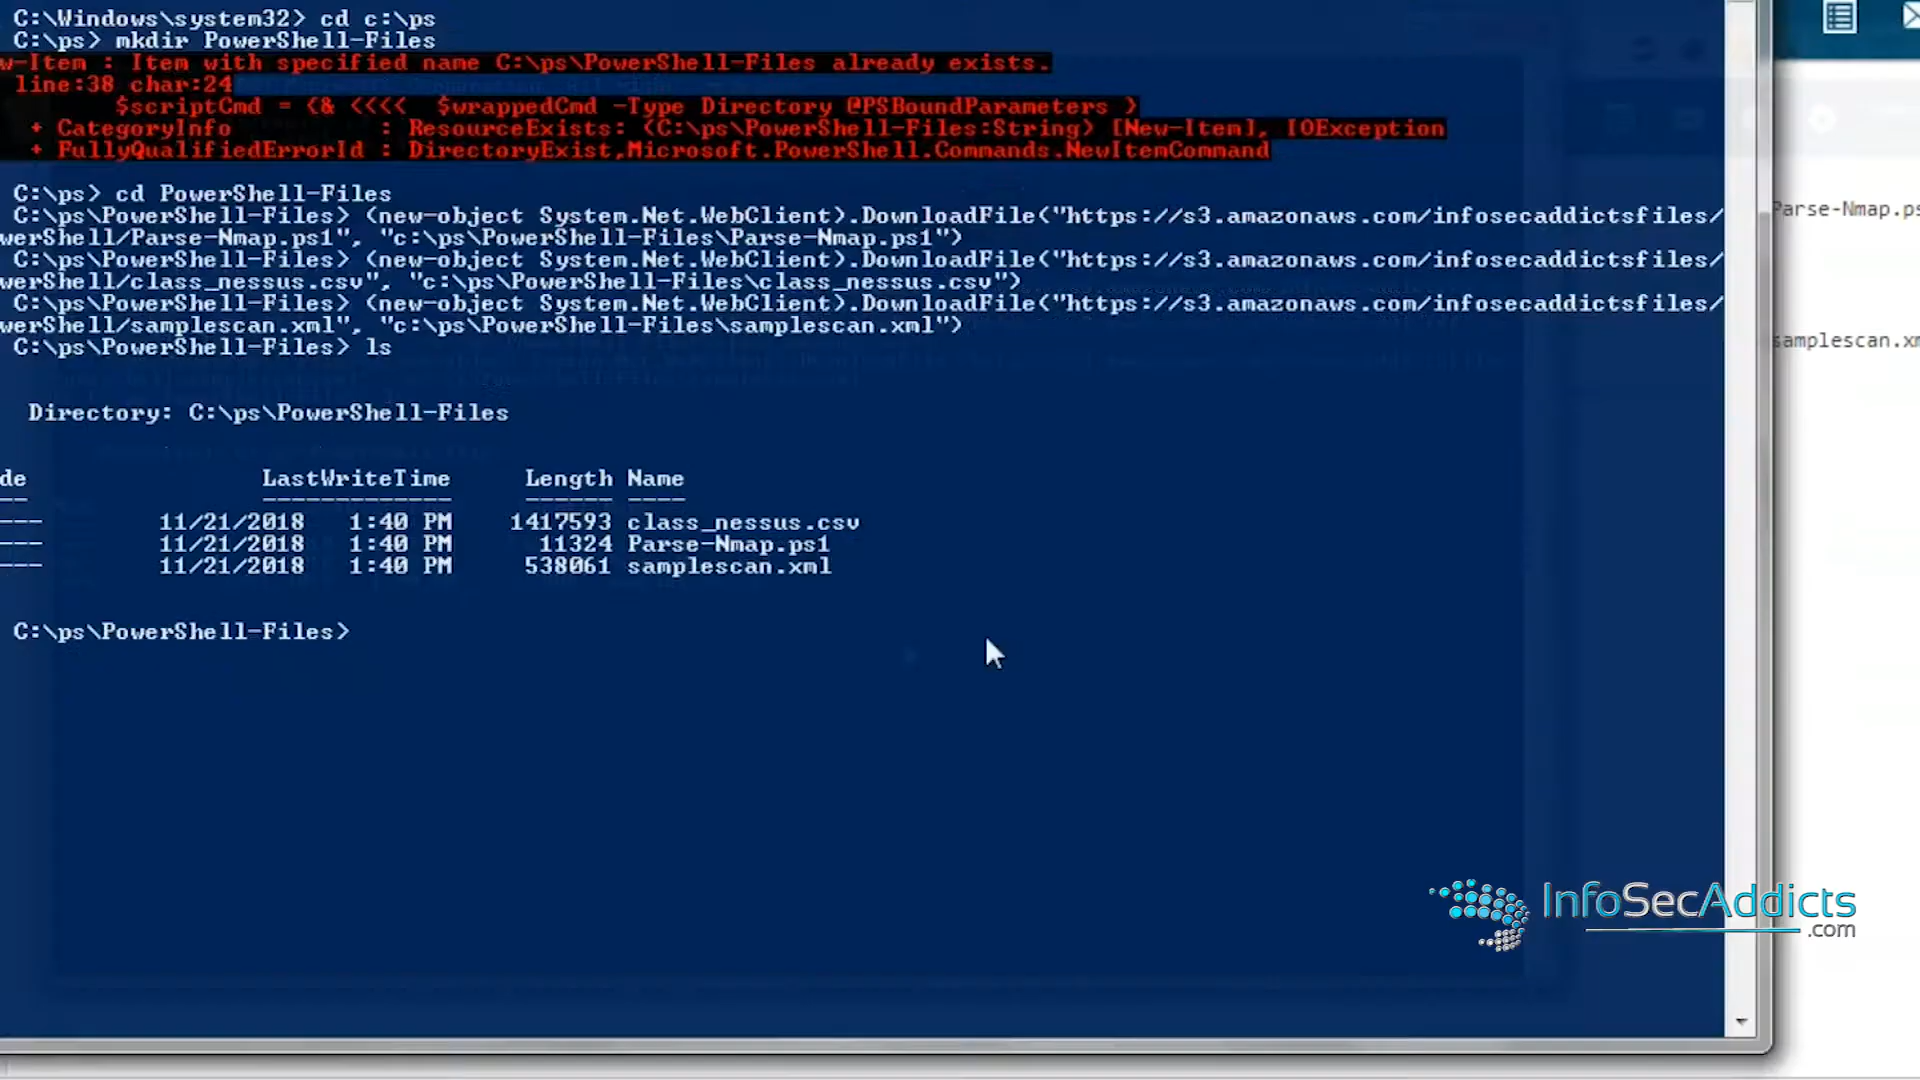 C:\Windows\system32> cd c:\ps
C:\ps> mkdir PowerShell-Files
w-Item : Item with specified name C:\ps\PowerShell-Files already exists.
line:38 char:24
$scriptCmd = {& <<<<  $wrappedCmd -Type Directory @PSBoundParameters }
+ CategoryInfo          : ResourceExists: (C:\ps\PowerShell-Files:String) [New-Item], IOException
+ FullyQualifiedErrorId : DirectoryExist,Microsoft.PowerShell.Commands.NewItemCommand
C:\ps> cd PowerShell-Files
C:\ps\PowerShell-Files> (new-object System.Net.WebClient).DownloadFile("https://s3.amazonaws.com/infosecaddictsfiles/
werShell/Parse-Nmap.ps1", "c:\ps\PowerShell-Files\Parse-Nmap.ps1")
C:\ps\PowerShell-Files> (new-object System.Net.WebClient).DownloadFile("https://s3.amazonaws.com/infosecaddictsfiles/
werShell/class_nessus.csv", "c:\ps\PowerShell-Files\class_nessus.csv")
C:\ps\PowerShell-Files> (new-object System.Net.WebClient).DownloadFile("https://s3.amazonaws.com/infosecaddictsfiles/
werShell/samplescan.xml", "c:\ps\PowerShell-Files\samplescan.xml")
C:\ps\PowerShell-Files> ls
Directory: C:\ps\PowerShell-Files
de                LastWriteTime     Length Name
--                -------------     ------ ----
---        11/21/2018   1:40 PM    1417593 class_nessus.csv
---        11/21/2018   1:40 PM      11324 Parse-Nmap.ps1
---        11/21/2018   1:40 PM     538061 samplescan.xml
C:\ps\PowerShell-Files>
Parse-Nmap.ps
samplescan.xm
InfoSecAddicts
.com